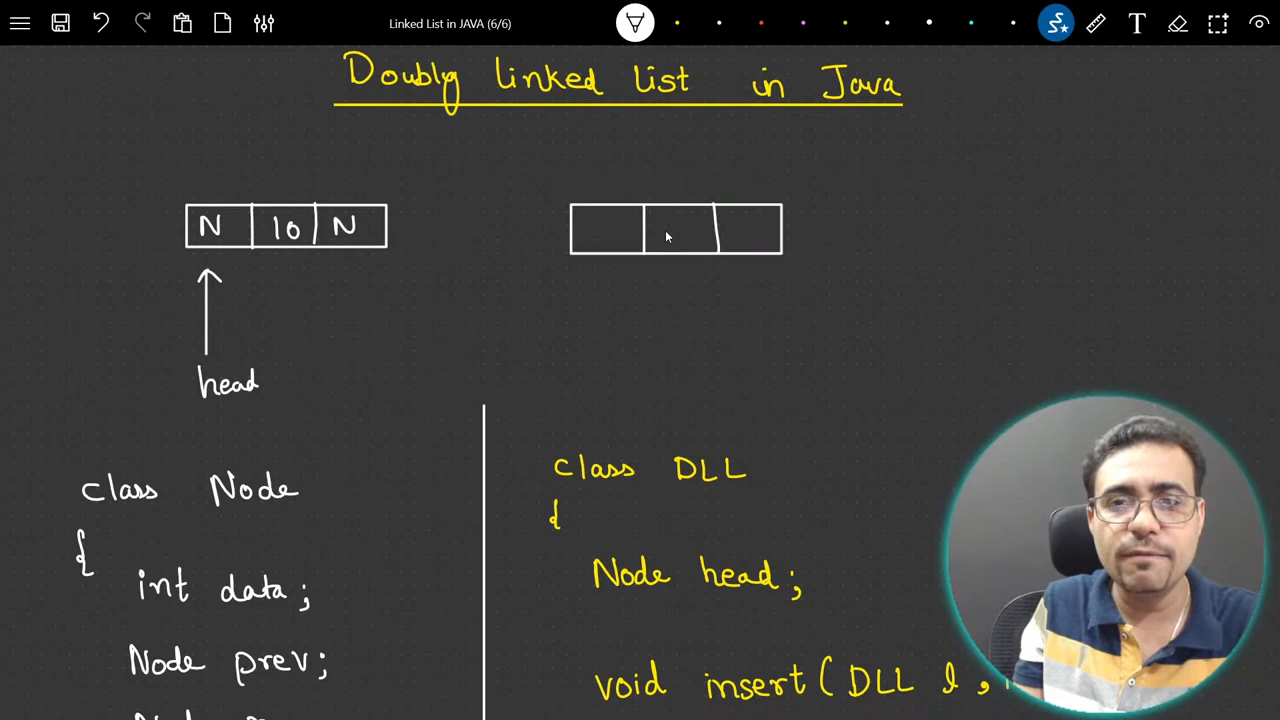 Linked List in JAVA (6/6)
Doubly linked list in Java
N 10 N
head
class Node
{
int data;
Node prev;
Node
class DLL
{
Node head;
void insert( DLL l ,